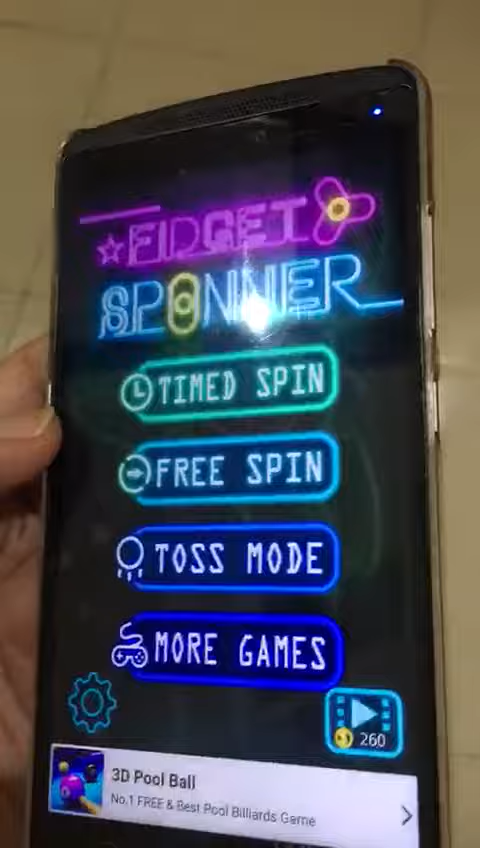 FIDGET
SPINNER
TIMED SPIN
FREE SPIN
TOSS MODE
MORE GAMES
260
3D Pool Ball
No.1 FREE & Best Pool Billiards Game